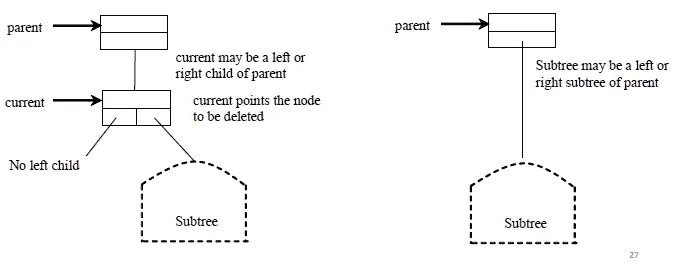 parent
current may be a left or
right child of parent
current
current points the node
to be deleted
No left child
Subtree
parent
Subtree may be a left or
right subtree of parent
Subtree
27